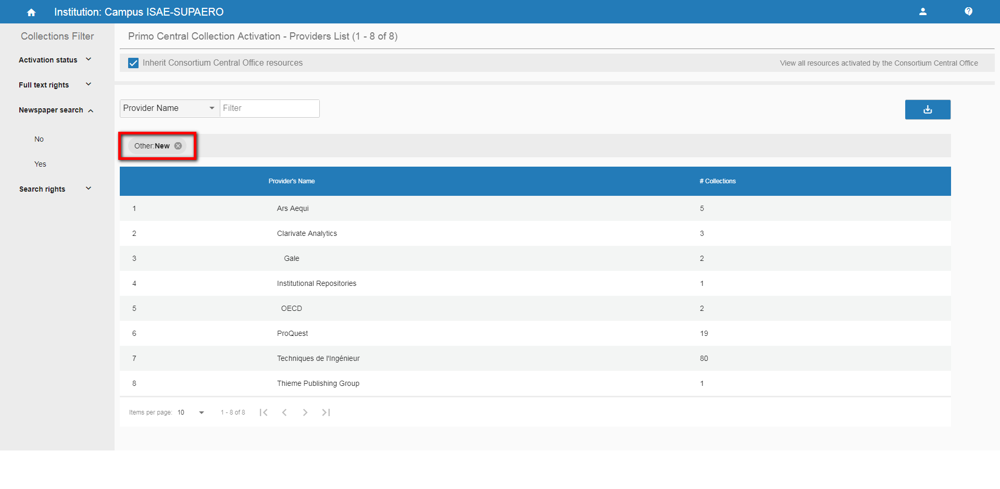 Institution: Campus ISAE-SUPAERO
Collections Filter
Activation status
Full text rights
Newspaper search
No
Yes
Search rights
Primo Central Collection Activation - Providers List (1 - 8 of 8)
Inherit Consortium Central Office resources
View all resources activated by the Consortium Central Office
Provider Name
Filter
Other:New
Provider's Name # Collections
1 Ars Aequi 5
2 Clarivate Analytics 3
3 Gale 2
4 Institutional Repositories 1
5 OECD 2
6 ProQuest 19
7 Techniques de l'Ingénieur 80
8 Thieme Publishing Group 1
Items per page: 10 1 - 8 of 8